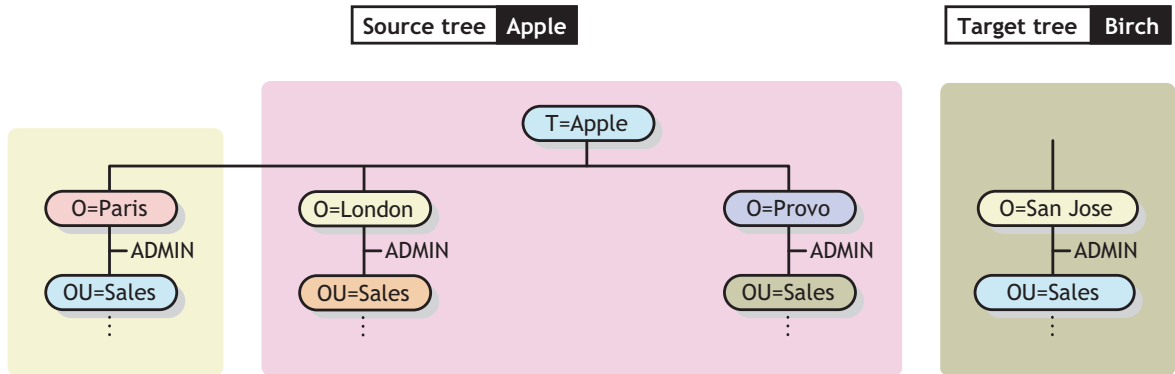 Source tree Apple
Target tree Birch
T=Apple
O=Paris
O=London
O=Provo
O=San Jose
ADMIN
ADMIN
ADMIN
ADMIN
OU=Sales
OU=Sales
OU=Sales
OU=Sales